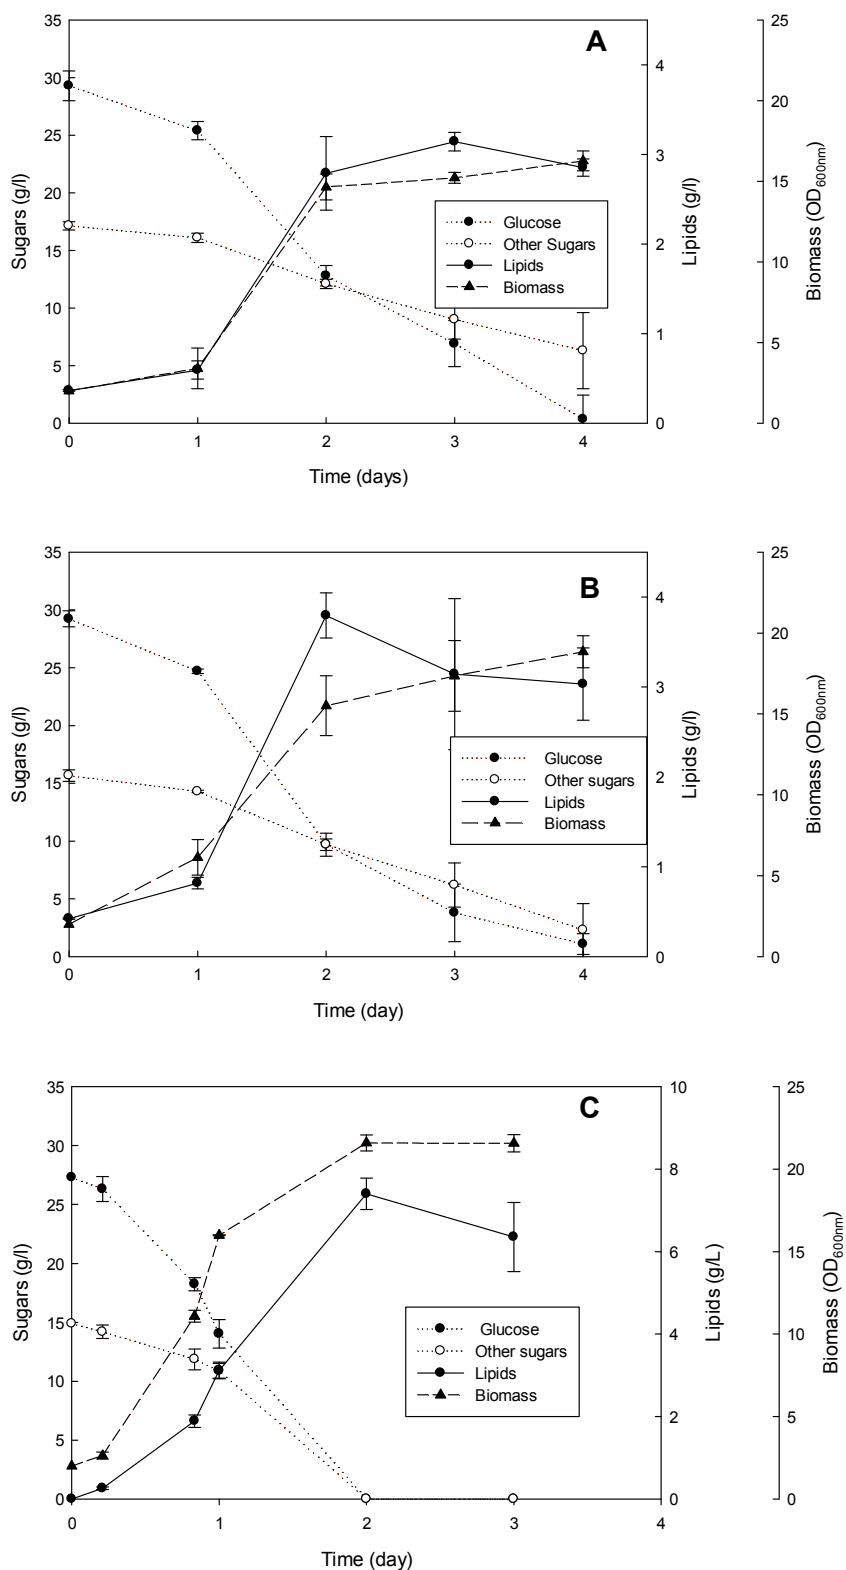 A
35
30
25
20
15
10
5
0
Sugars (g/l)
4
3
2
1
0
Lipids (g/l)
25
20
15
10
5
0
Biomass (OD600nm)
Glucose
Other Sugars
Lipids
Biomass
0 1 2 3 4
Time (days)
B
35
30
25
20
15
10
5
0
Sugars (g/l)
4
3
2
1
0
Lipids (g/l)
25
20
15
10
5
0
Biomass (OD600nm)
Glucose
Other sugars
Lipids
Biomass
0 1 2 3 4
Time (day)
C
35
30
25
20
15
10
5
0
Sugars (g/l)
10
8
6
4
2
0
Lipids (g/L)
25
20
15
10
5
0
Biomass (OD600nm)
Glucose
Other sugars
Lipids
Biomass
0 1 2 3 4
Time (day)